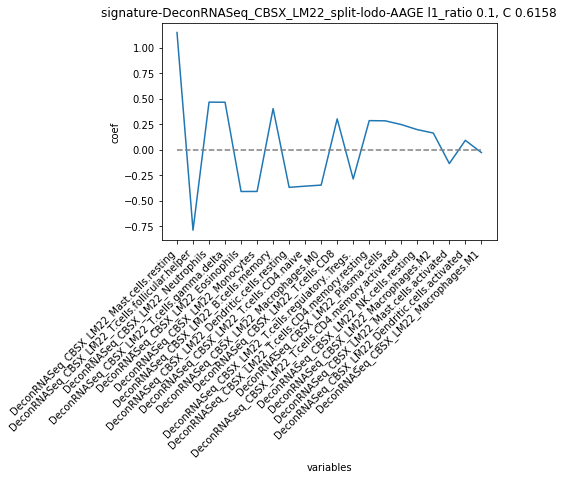 signature-DeconRNASeq_CBSX_LM22_split-lodo-AAGE l1_ratio 0.1, C 0.6158
1.00
0.75
0.50
0.25
0.00
−0.25
−0.50
−0.75
coef
DeconRNASeq_CBSX_LM22_Mast.cells.resting
DeconRNASeq_CBSX_LM22_T.cells.follicular.helper
DeconRNASeq_CBSX_LM22_Neutrophils
DeconRNASeq_CBSX_LM22_T.cells.gamma.delta
DeconRNASeq_CBSX_LM22_Eosinophils
DeconRNASeq_CBSX_LM22_Monocytes
DeconRNASeq_CBSX_LM22_B.cells.memory
DeconRNASeq_CBSX_LM22_Dendritic.cells.resting
DeconRNASeq_CBSX_LM22_T.cells.CD4.naive
DeconRNASeq_CBSX_LM22_Macrophages.M0
DeconRNASeq_CBSX_LM22_T.cells.CD8
DeconRNASeq_CBSX_LM22_T.cells.regulatory..Tregs.
DeconRNASeq_CBSX_LM22_T.cells.CD4.memory.resting
DeconRNASeq_CBSX_LM22_Plasma.cells
DeconRNASeq_CBSX_LM22_T.cells.CD4.memory.activated
DeconRNASeq_CBSX_LM22_NK.cells.resting
DeconRNASeq_CBSX_LM22_Macrophages.M2
DeconRNASeq_CBSX_LM22_Mast.cells.activated
DeconRNASeq_CBSX_LM22_Dendritic.cells.activated
DeconRNASeq_CBSX_LM22_Macrophages.M1
variables